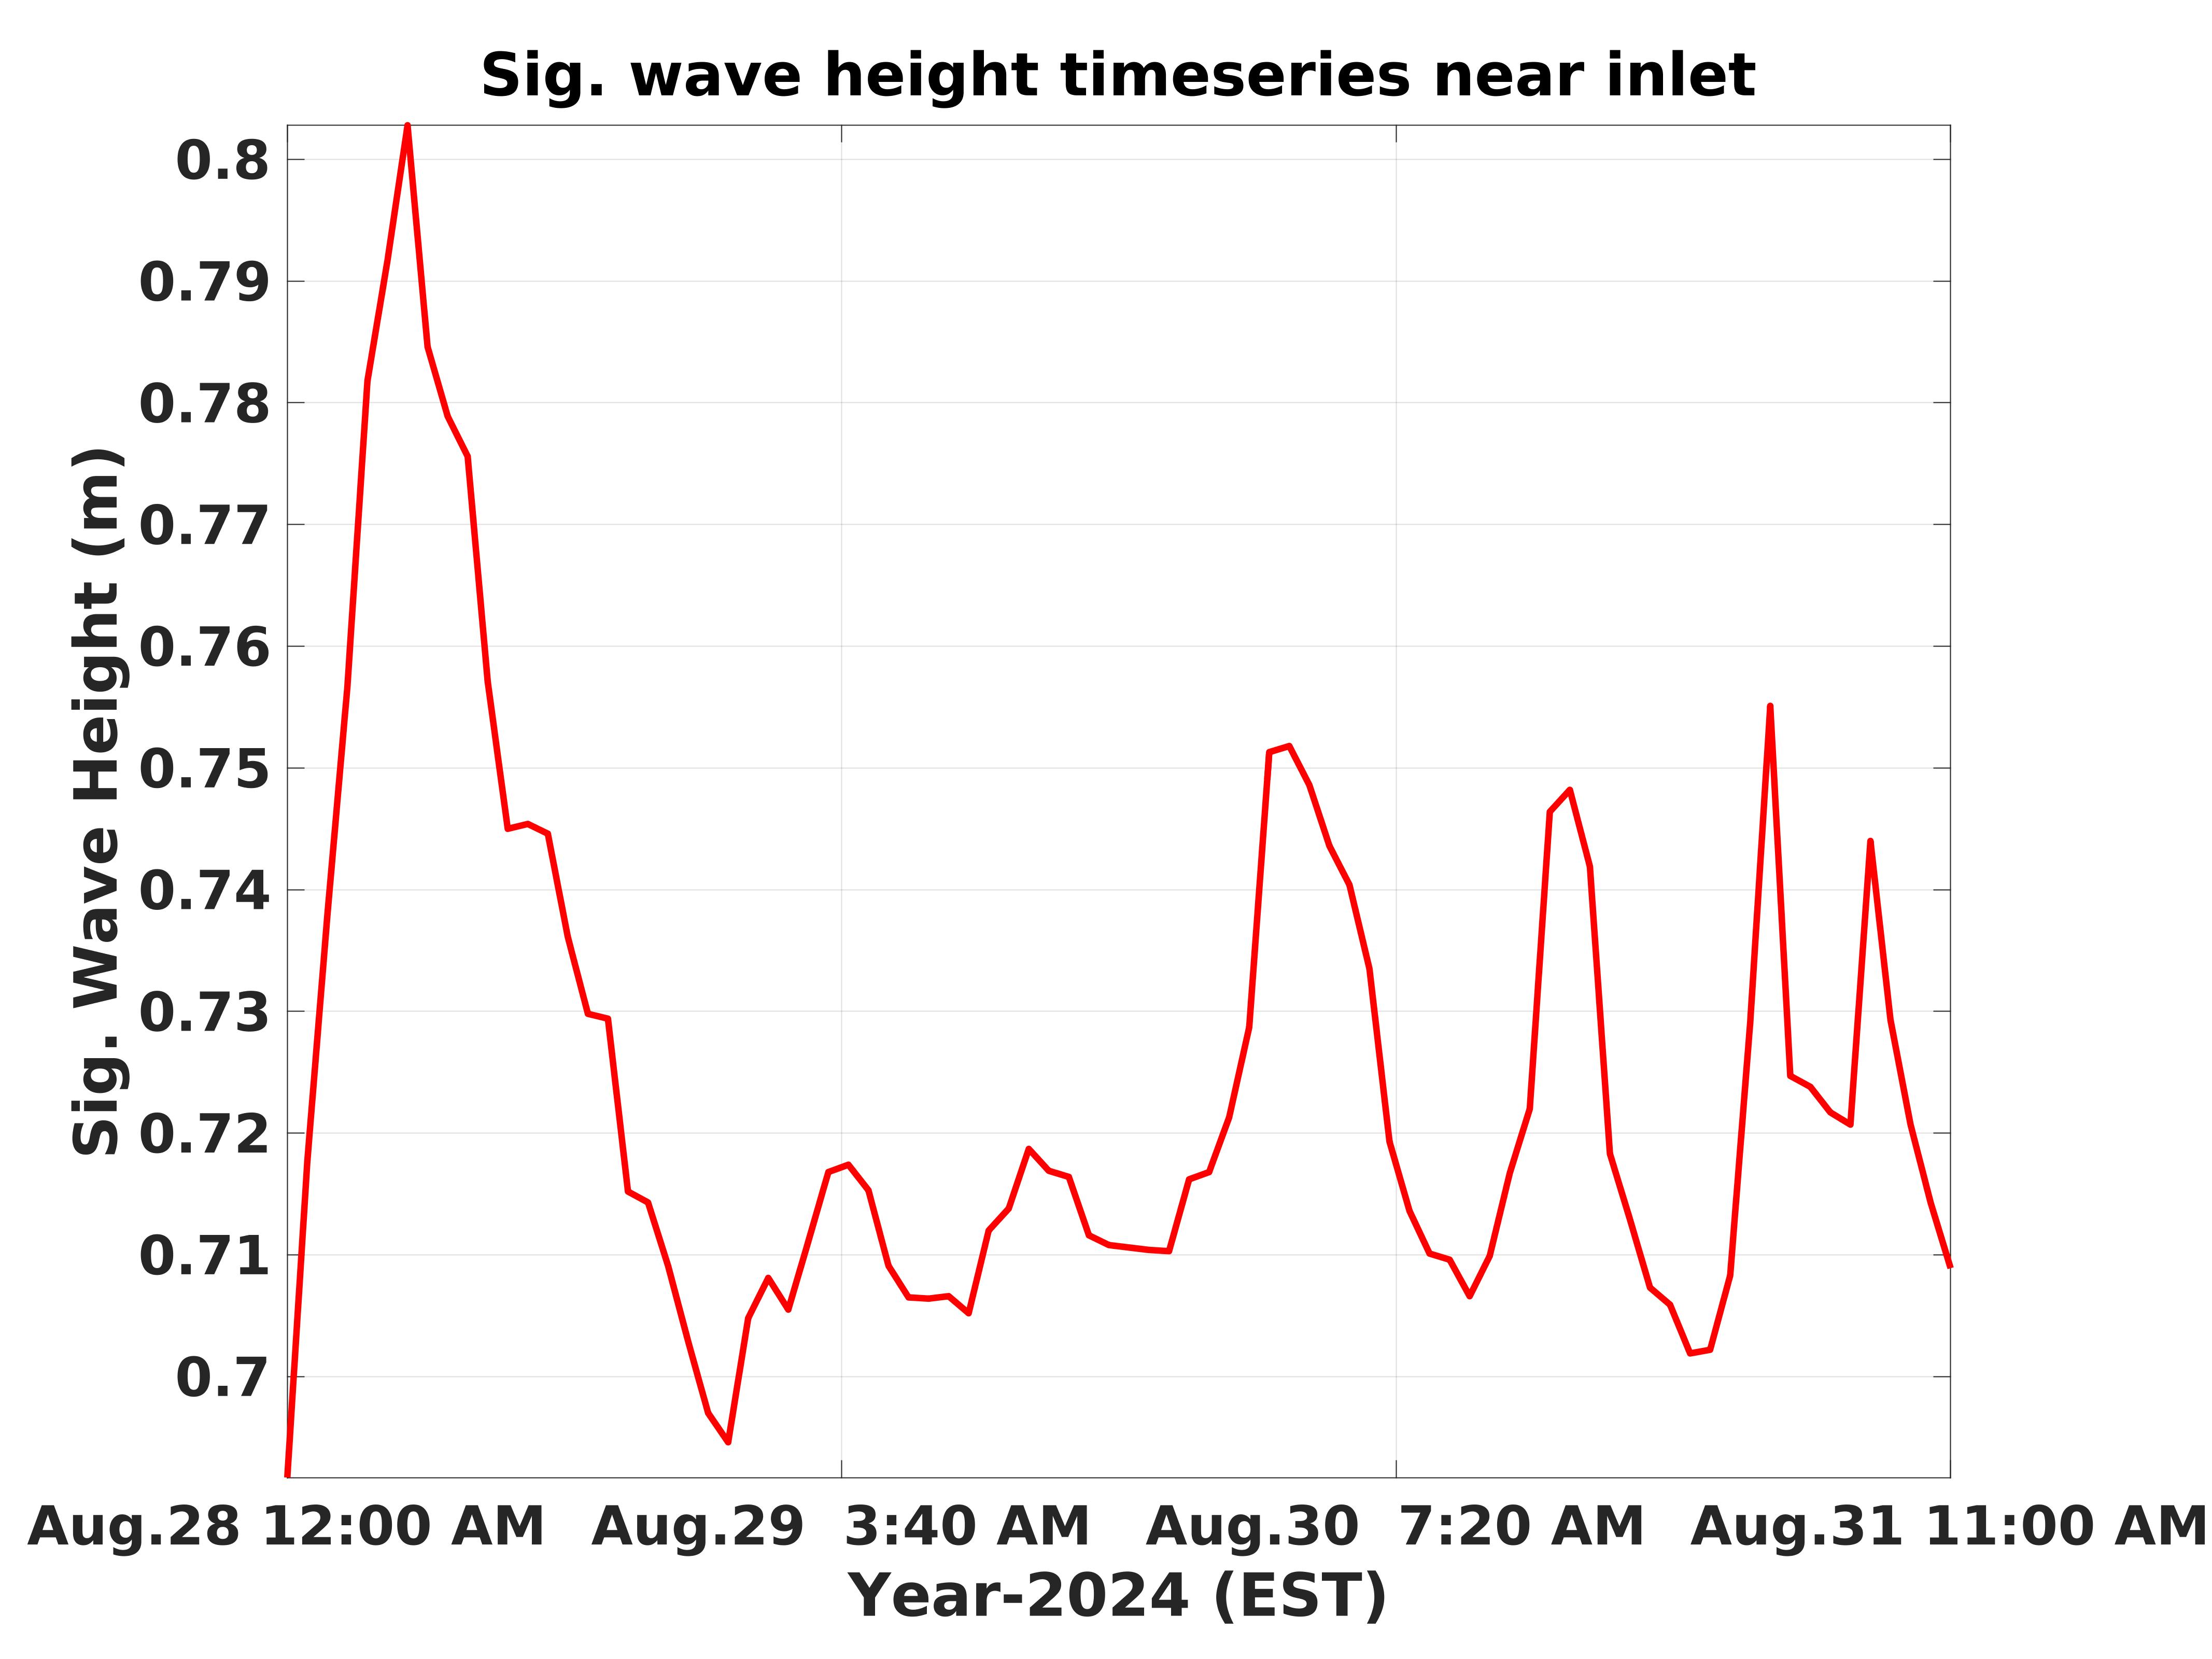 Sig. wave height timeseries near inlet
Sig. Wave Height (m)
0.8
0.79
0.78
0.77
0.76
0.75
0.74
0.73
0.72
0.71
0.7
Aug.28 12:00 AM Aug.29 3:40 AM Aug.30 7:20 AM Aug.31 11:00 AM
Year-2024 (EST)